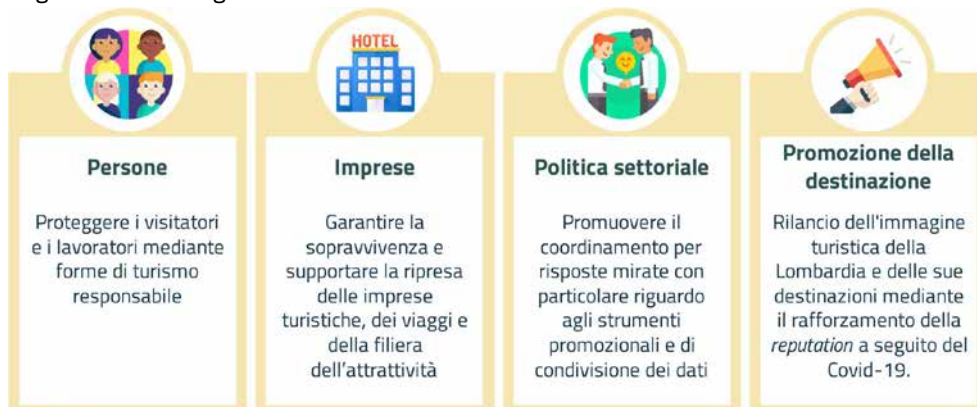 HOTEL
Persone
Proteggere i visitatori
e i lavoratori mediante
forme di turismo
responsabile
Imprese
Garantire la
sopravvivenza e
supportare la ripresa
delle imprese
turistiche, dei viaggi e
della filiera
dell'attrattività
Politica settoriale
Promuovere il
coordinamento per
risposte mirate con
particolare riguardo
agli strumenti
promozionali e di
condivisione dei dati
Promozione della
destinazione
Rilancio dell'immagine
turistica della
Lombardia e delle sue
destinazioni mediante
il rafforzamento della
reputation a seguito del
Covid-19.